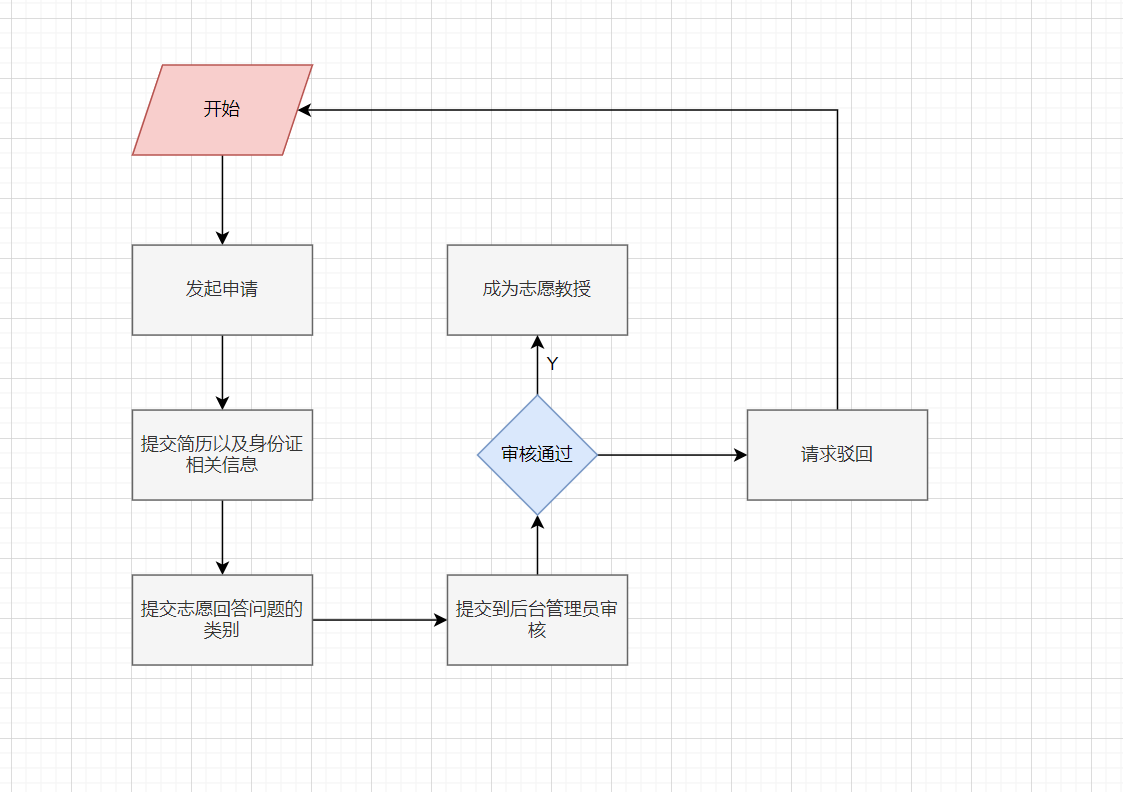 开始
发起申请
成为志愿教授
Y
提交简历以及身份证
相关信息
审核通过
请求驳回
提交志愿回答问题的
类别
提交到后台管理员审
核